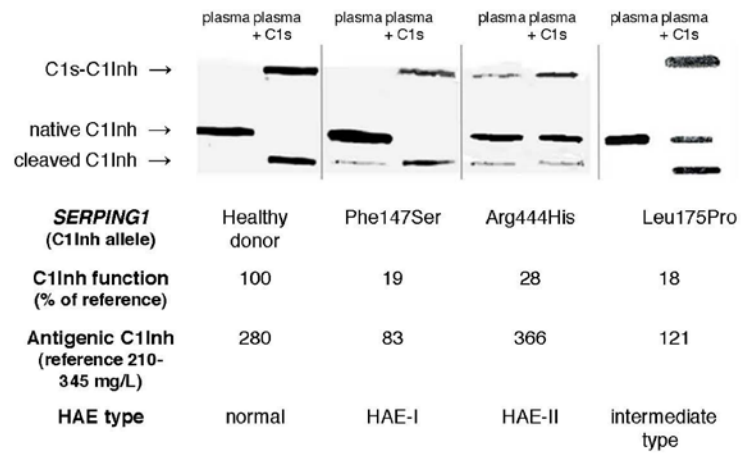 plasma plasma plasma plasma plasma plasma plasma plasma
+ C1s + C1s + C1s + C1s
C1s-C1Inh →
native C1Inh →
cleaved C1Inh →
SERPING1 Healthy Phe147Ser Arg444His Leu175Pro
(C1Inh allele) donor
C1Inh function 100 19 28 18
(% of reference)
Antigenic C1Inh 280 83 366 121
(reference 210-
345 mg/L)
HAE type normal HAE-I HAE-II intermediate
type